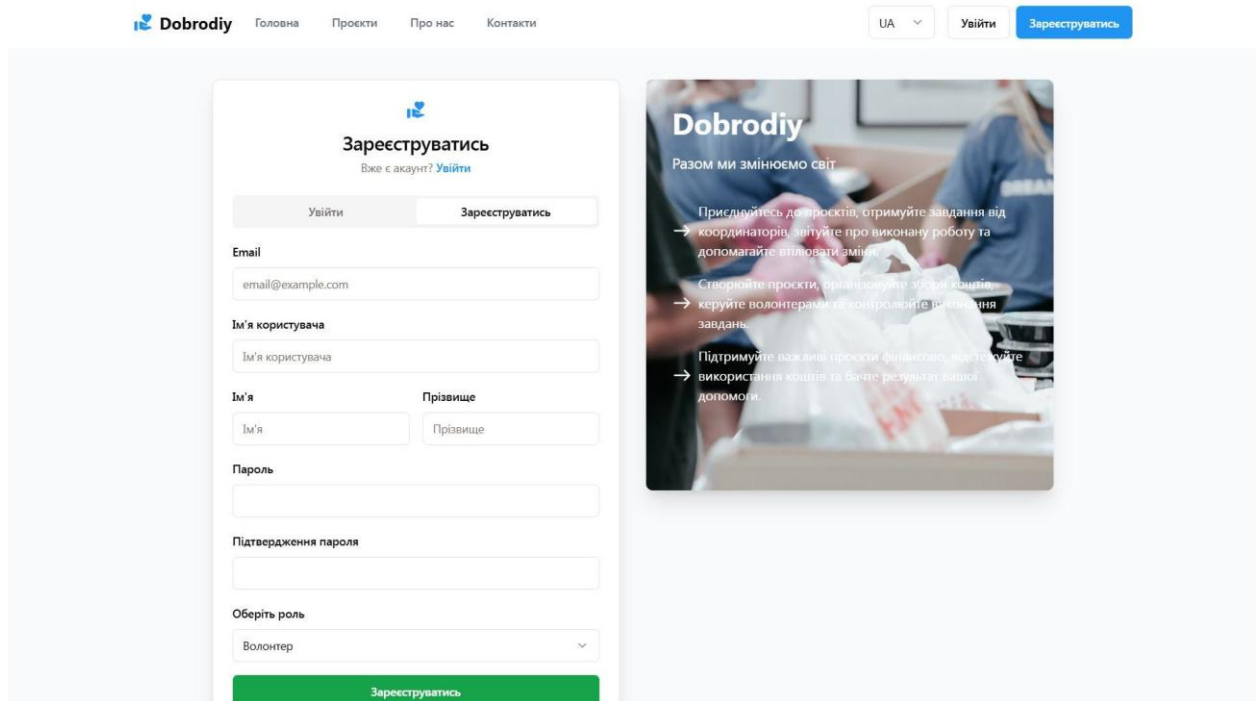 Dobrodiy
Головна
Проєкти
Про нас
Контакти
UA
Увійти
Зареєструватись
Зареєструватись
Вже є акаунт? Увійти
Увійти
Зареєструватись
Email
email@example.com
Ім'я користувача
Ім'я користувача
Ім'я
Прізвище
Ім'я
Прізвище
Пароль
Підтвердження пароля
Оберіть роль
Волонтер
Зареєструватись
Dobrodiy
Разом ми змінюємо світ
Приєднуйтесь до проєктів, отримуйте завдання від
координаторів, звітуйте про виконану роботу та
допомагайте втілювати зміни.
Створюйте проєкти, організовуйте збори коштів,
керуйте волонтерами та контролюйте виконання
завдань.
Підтримуйте важливі проєкти фінансово, відстежуйте
використання коштів та бачте результат вашої
допомоги.
DREAM